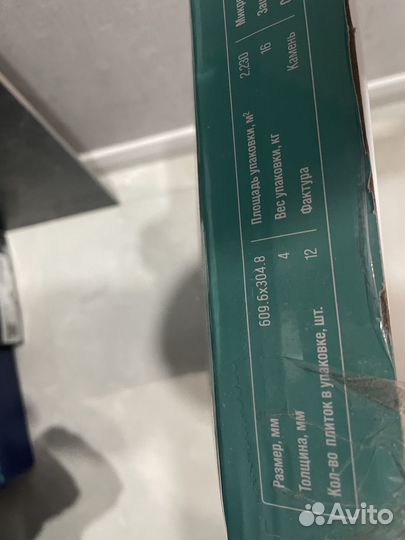 Размер, мм 609.6x304.8 Площадь упаковки, м² 2,230
Толщина, мм 4 Вес упаковки, кг 16
Кол-во плиток в упаковке, шт. 12 Фактура Камень
Avito